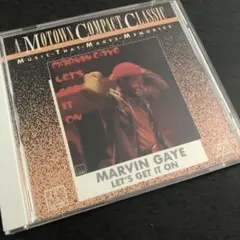 A MOTOWN COMPACT CLASSIC
MUSIC•THAT•MAKES•MEMORIES
MARVIN GAYE
LET'S
GET IT
ON
MARVIN GAYE
LET'S GET IT ON